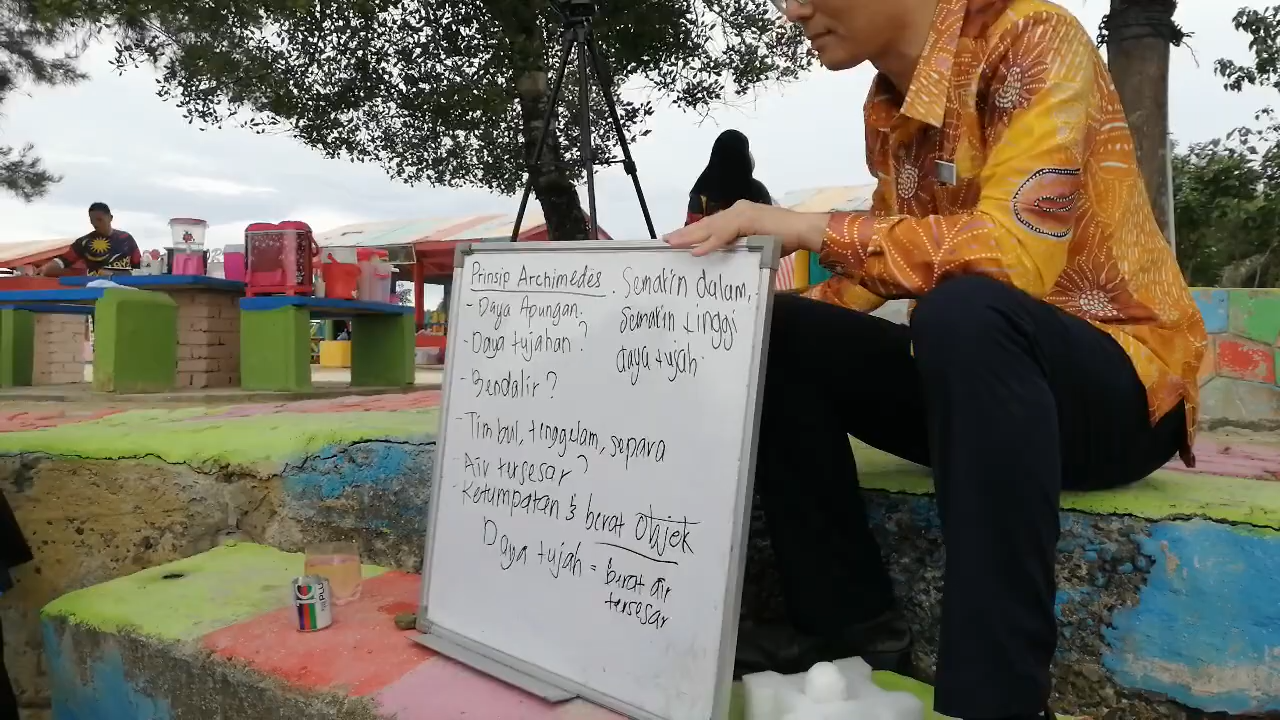 Prinsip Archimedes
- Daya Apungan.
- Daya tujahan?
- Bendalir?
- Timbul, tenggelam, separa
- Air tersesar?
- Ketumpatan & berat objek
Daya tujah = berat air
tersesar
. Semakin dalam,
Semakin tinggi
daya tujah.